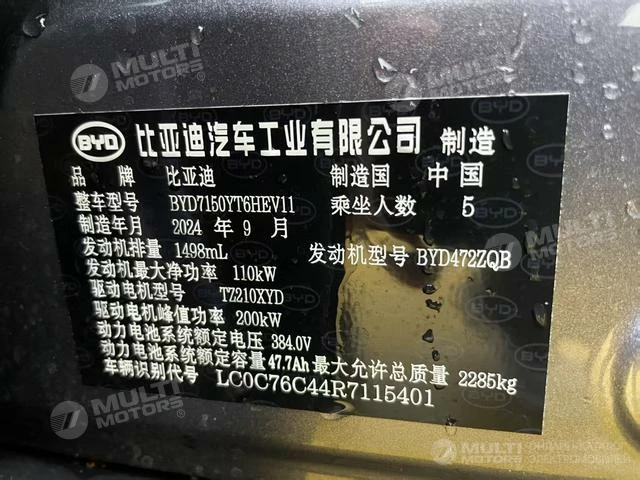 BYD 比亚迪汽车工业有限公司 制造
品 牌 比亚迪 制造国 中国
整车型号 BYD7150YT6HEV11 乘坐人数 5
制造年月 2024 年 9 月
发动机排量 1498mL 发动机型号 BYD472ZQB
发动机最大净功率 110kW
驱动电机型号 TZ210XYD
驱动电机峰值功率 200kW
动力电池系统额定电压 384.0V
动力电池系统额定容量 47.7Ah 最大允许总质量 2285kg
车辆识别代号 LC0C76C44R7115401
MULTI MOTORS